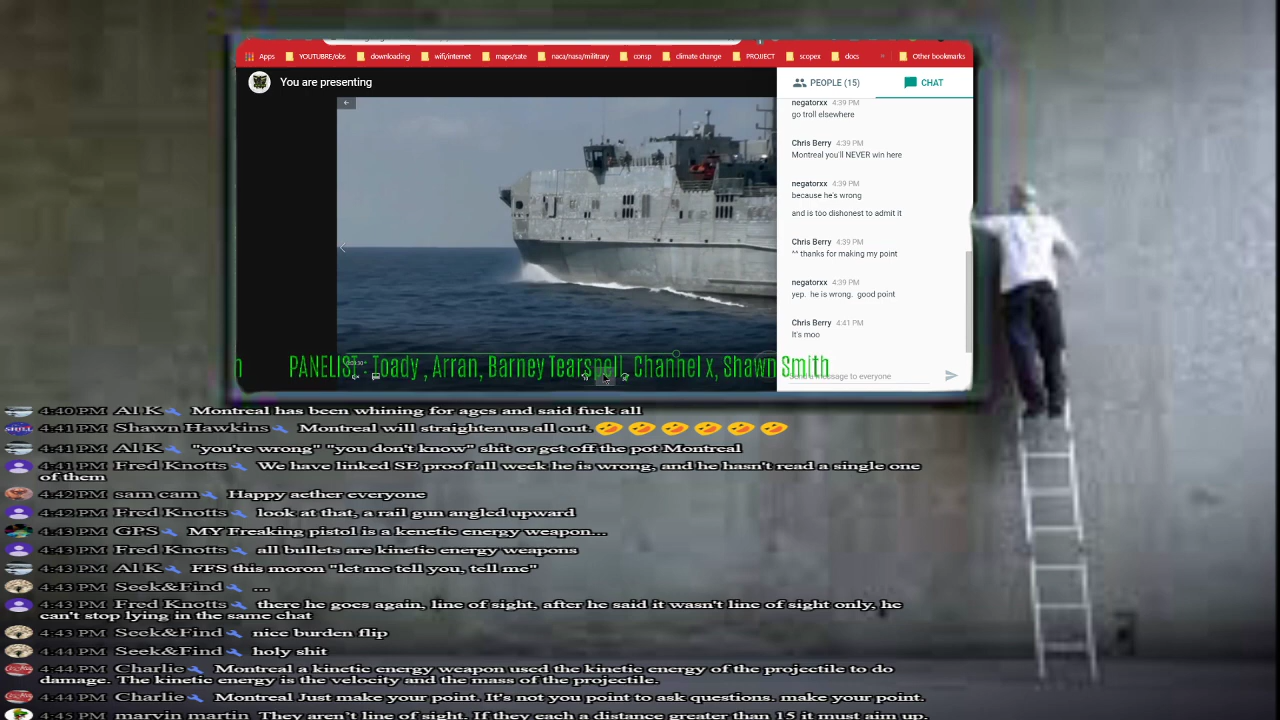 Apps YOUTUBRE/obs downloading wifi/internet maps/sate naca/nasa/militrary consp climate change PROJECT scopex docs Other bookmarks
You are presenting
PEOPLE (15) CHAT
negatorxx 4:39 PM
go troll elsewhere
Chris Berry 4:39 PM
Montreal you'll NEVER win here
negatorxx 4:39 PM
because he's wrong
and is too dishonest to admit it
Chris Berry 4:39 PM
^^ thanks for making my point
negatorxx 4:39 PM
yep. he is wrong. good point
Chris Berry 4:41 PM
It's moo
message to everyone
PANELIST : Toady , Arran, Barney Tearspell, Channel x, Shawn Smith
4:40 PM Al K Montreal has been whining for ages and said fuck all
4:41 PM Shawn Hawkins Montreal will straighten us all out.
4:41 PM Al K "you're wrong" "you don't know" shit or get off the pot Montreal
4:41 PM Fred Knotts We have linked SE proof all week he is wrong, and he hasn't read a single one
of them
4:42 PM sam cam Happy aether everyone
4:42 PM Fred Knotts look at that, a rail gun angled upward
4:43 PM GPS MY Freaking pistol is a kenetic energy weapon...
4:43 PM Fred Knotts all bullets are kinetic energy weapons
4:43 PM Al K FFS this moron "let me tell you, tell me"
4:43 PM Seek&Find ...
4:43 PM Fred Knotts there he goes again, line of sight, after he said it wasn't line of sight only, he
can't stop lying in the same chat
4:43 PM Seek&Find nice burden flip
4:44 PM Seek&Find holy shit
4:44 PM Charlie Montreal a kinetic energy weapon used the kinetic energy of the projectile to do
damage. The kinetic energy is the velocity and the mass of the projectile.
4:44 PM Charlie Montreal Just make your point. It's not you point to ask questions. make your point.
4:45 PM marvin martin They aren't line of sight. If they each a distance greater than 15 it must aim up.